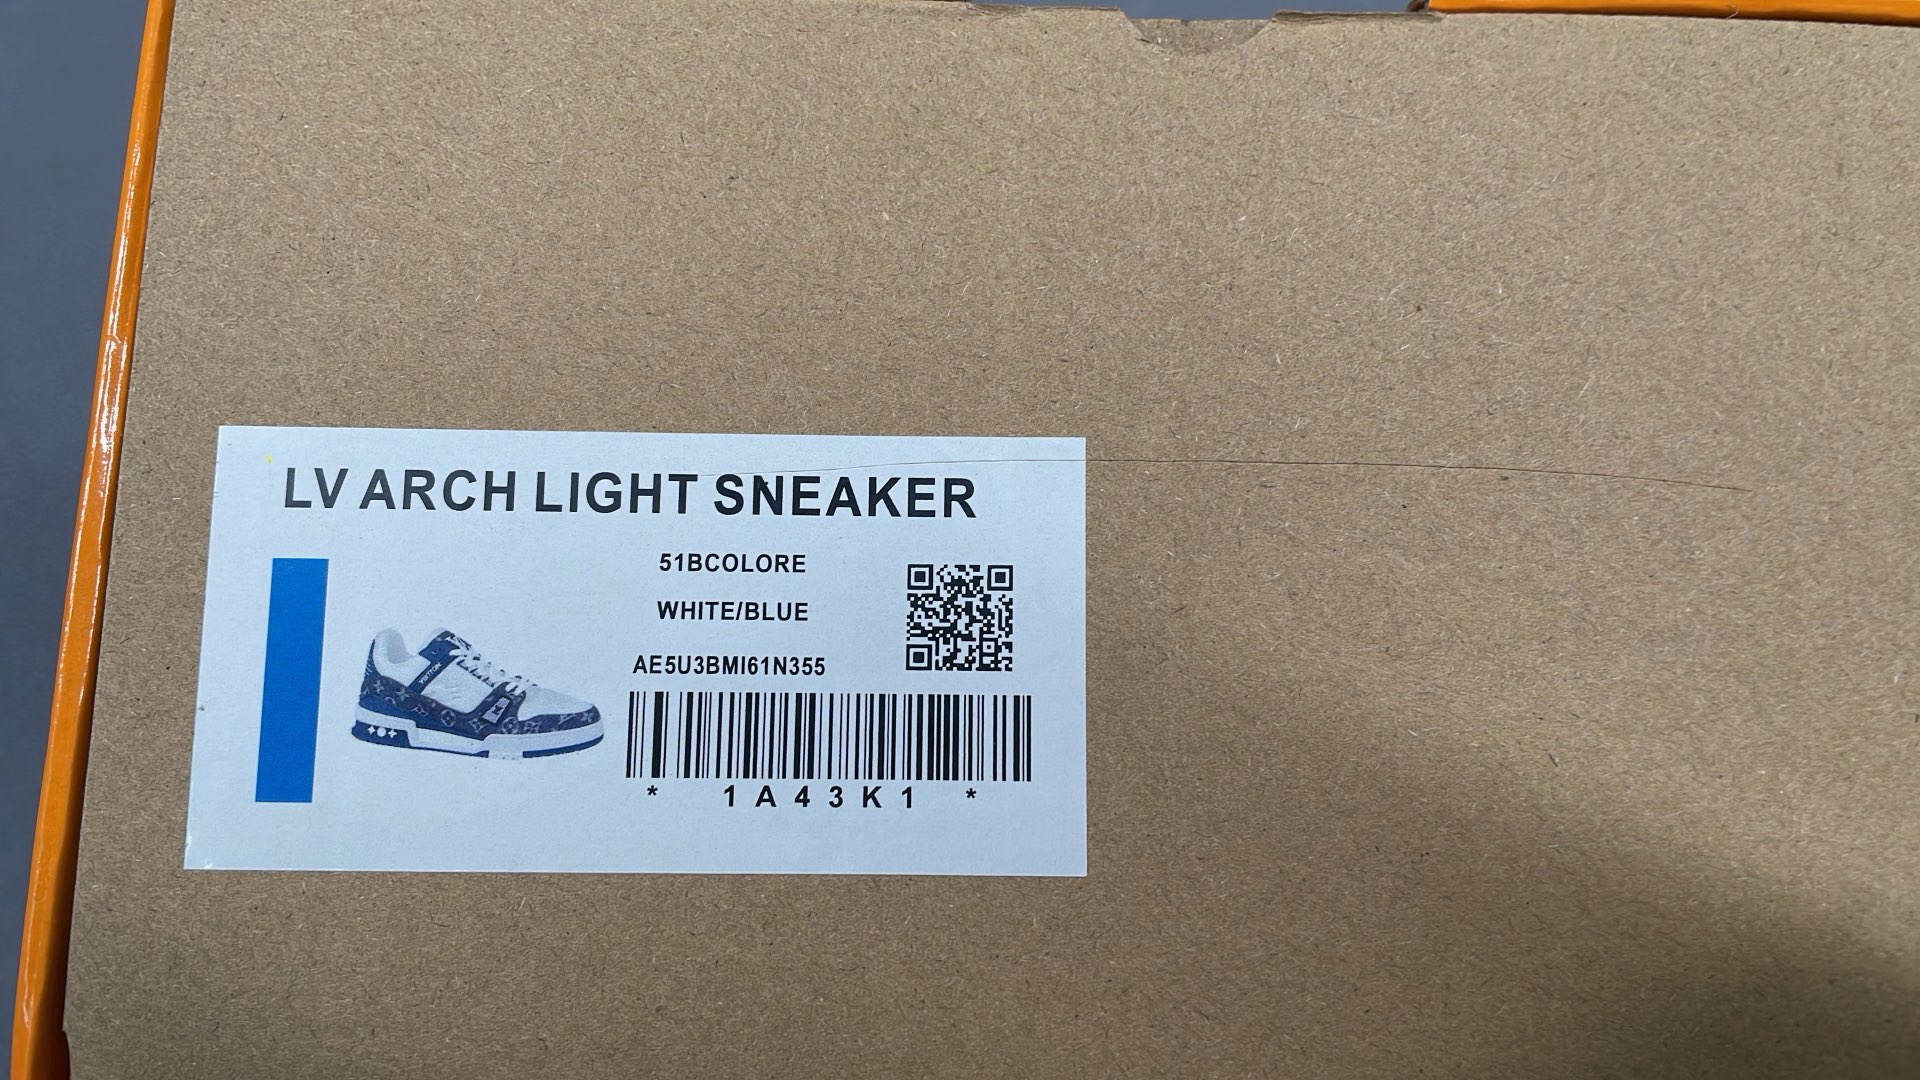 LV ARCH LIGHT SNEAKER
51BCOLORE
WHITE/BLUE
AE5U3BMI61N355
* 1A43K1 *